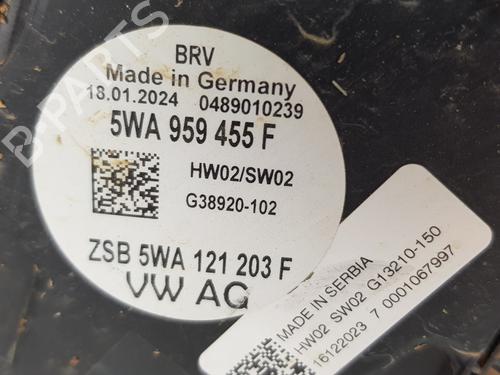 BRV
Made in Germany
18.01.2024 0489010239
5WA 959 455 F
HW02/SW02
G38920-102
ZSB 5WA 121 203 F
VW AG
MADE IN SERBIA
HW02 SW02 G13210-150
16122023 7 0001067997
B-PARTS